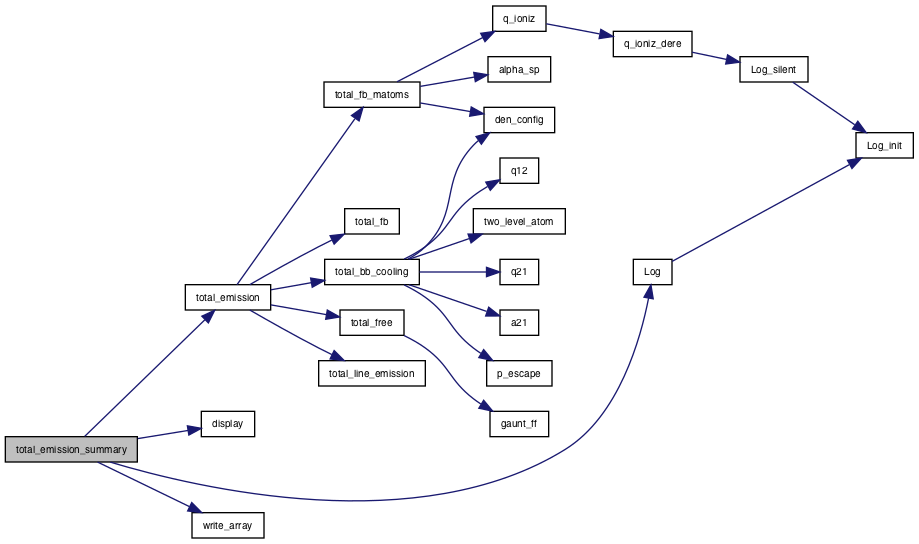 q_ioniz
q_ioniz_dere
Log_silent
alpha_sp
total_fb_matoms
den_config
Log_init
q12
total_fb
two_level_atom
total_bb_cooling
q21
Log
total_emission
total_free
a21
total_line_emission
p_escape
display
gaunt_ff
total_emission_summary
write_array